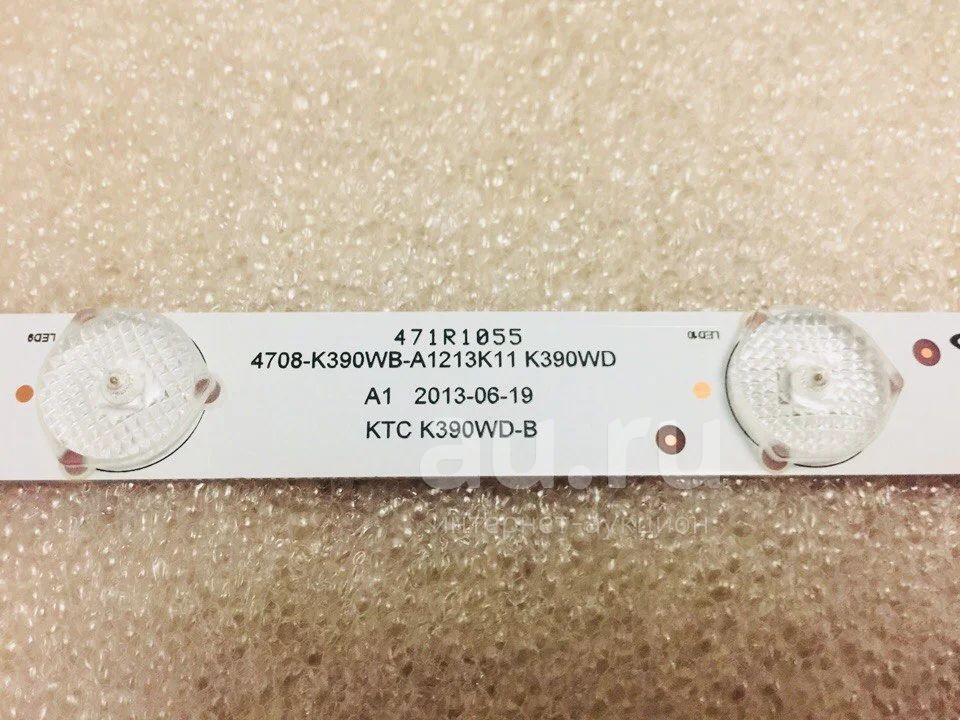 471R1055
LED9
LED10
4708-K390WB-A1213K11 K390WD
A1 2013-06-19
KTC K390WD-B
au.ru
интернет-аукцион